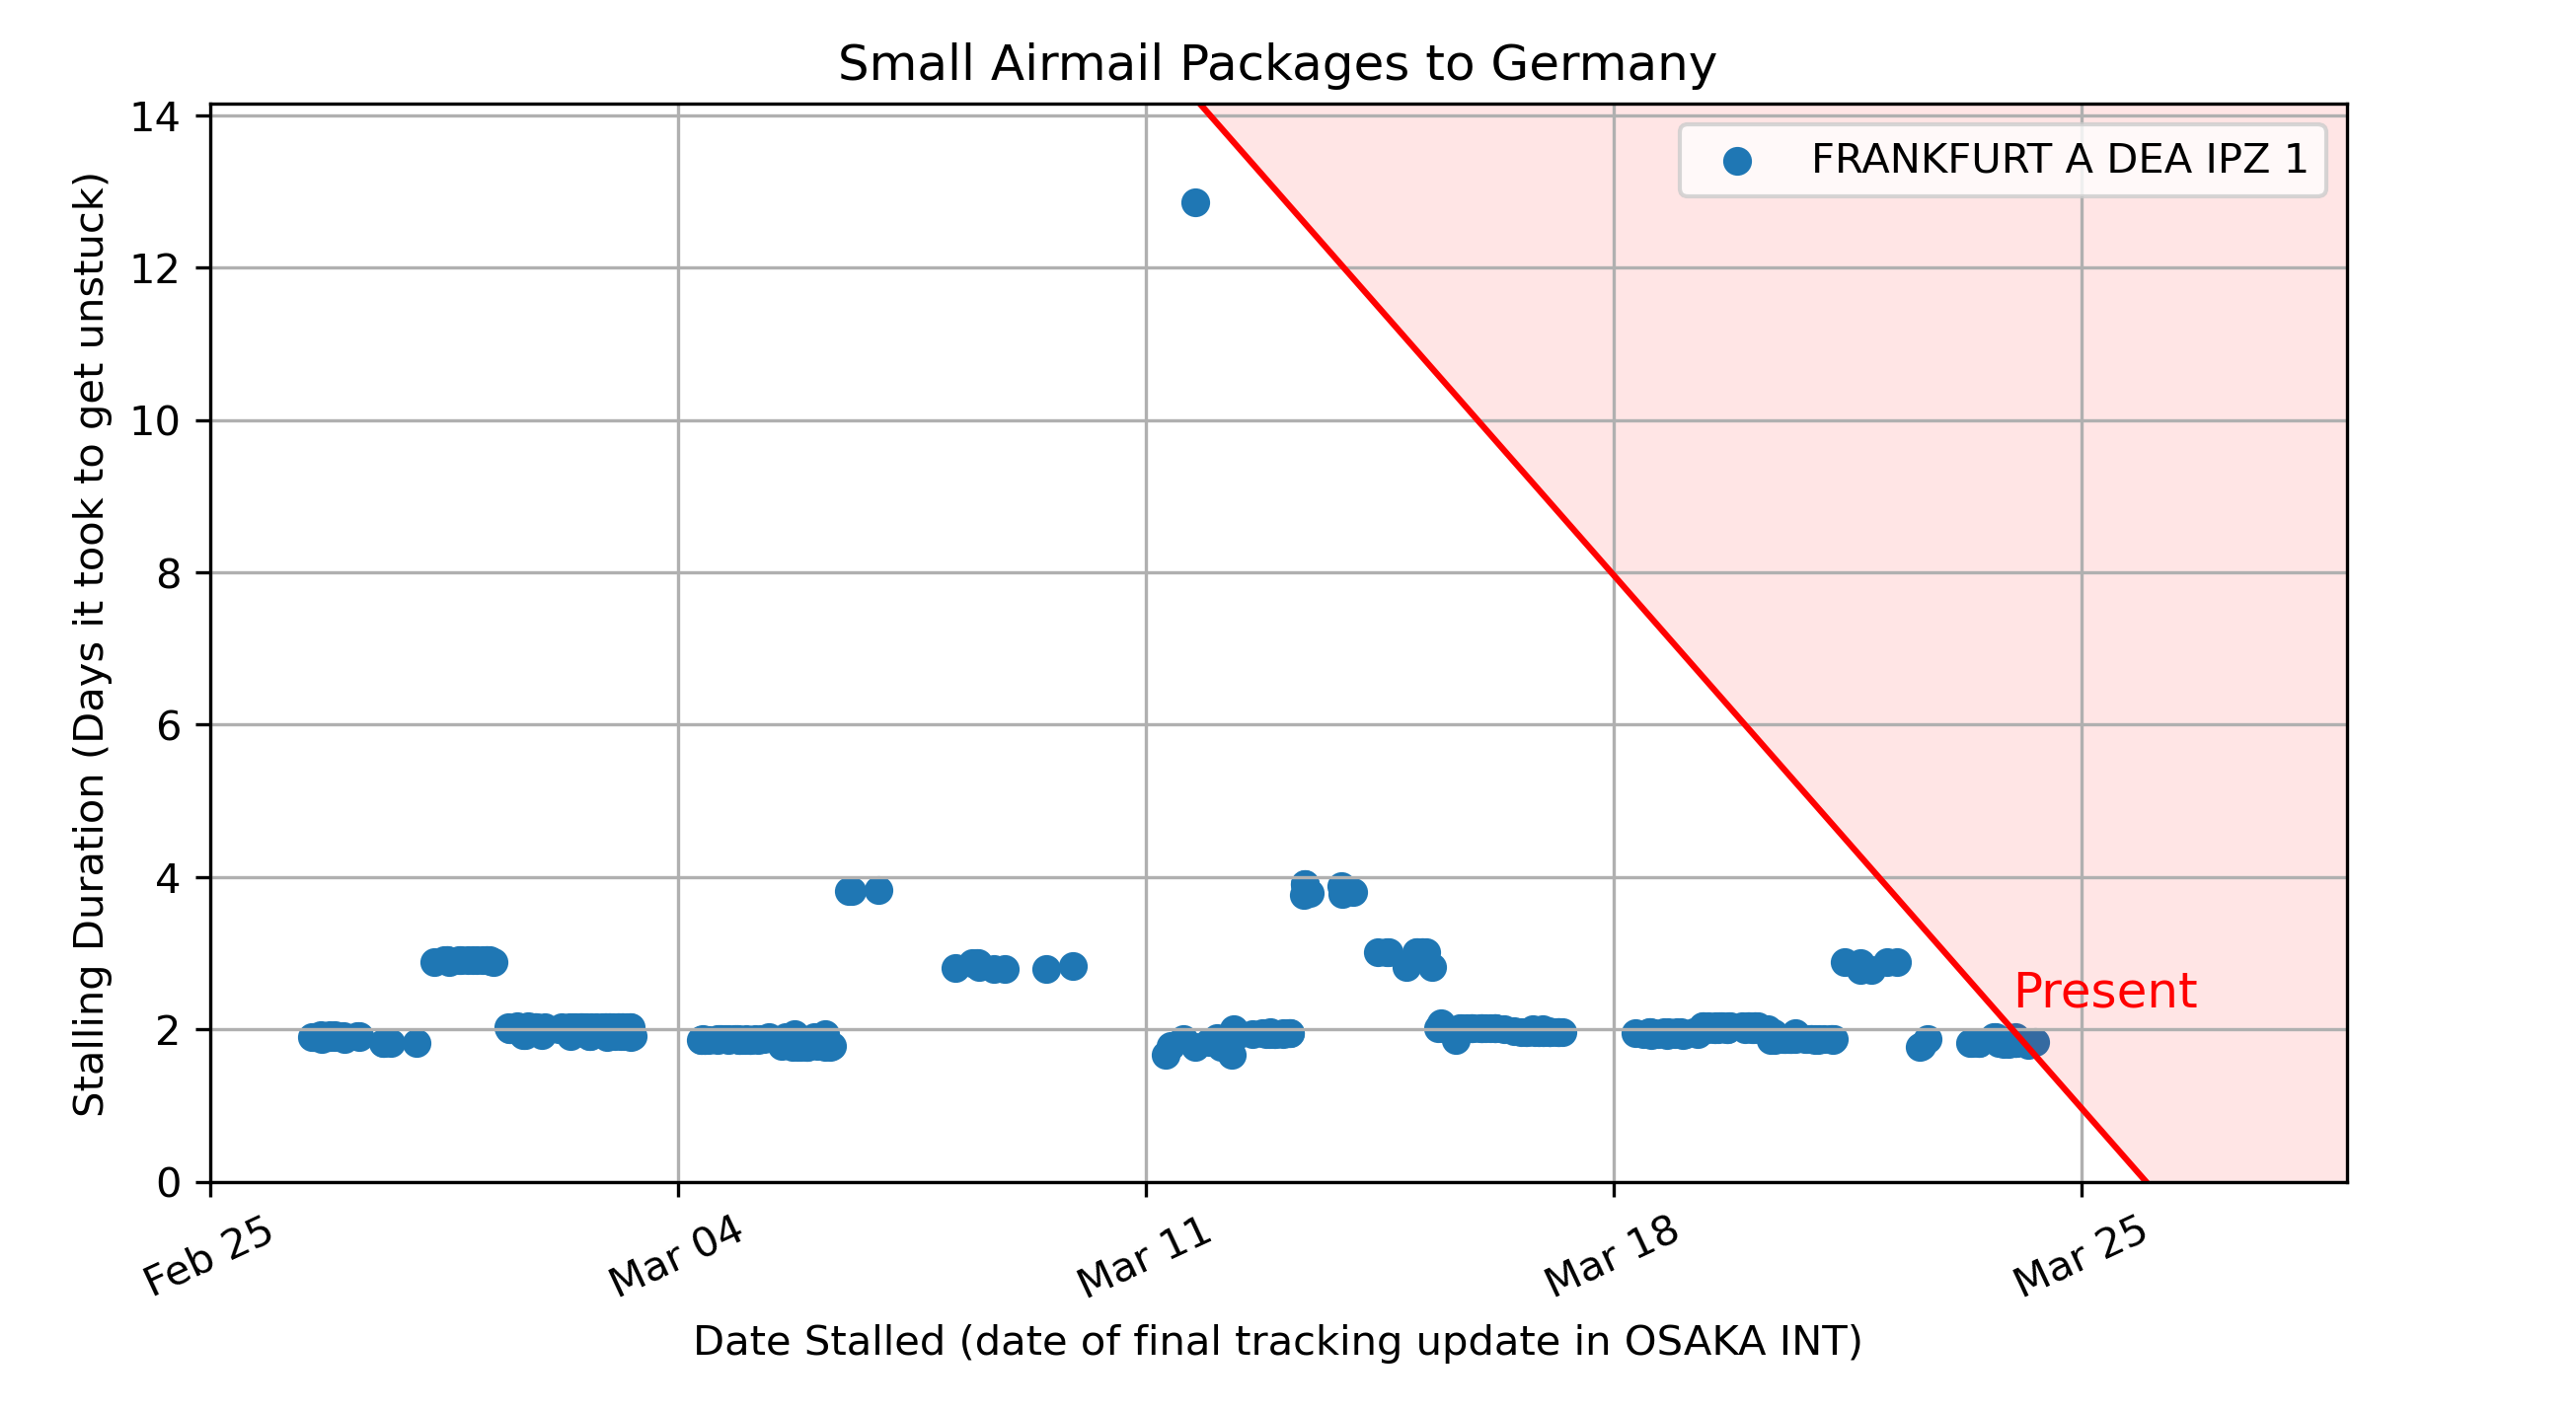 Small Airmail Packages to Germany
FRANKFURT A DEA IPZ 1
Stalling Duration (Days it took to get unstuck)
14
12
10
8
6
4
2
0
Present
Feb 25
Mar 04
Mar 11
Mar 18
Mar 25
Date Stalled (date of final tracking update in OSAKA INT)